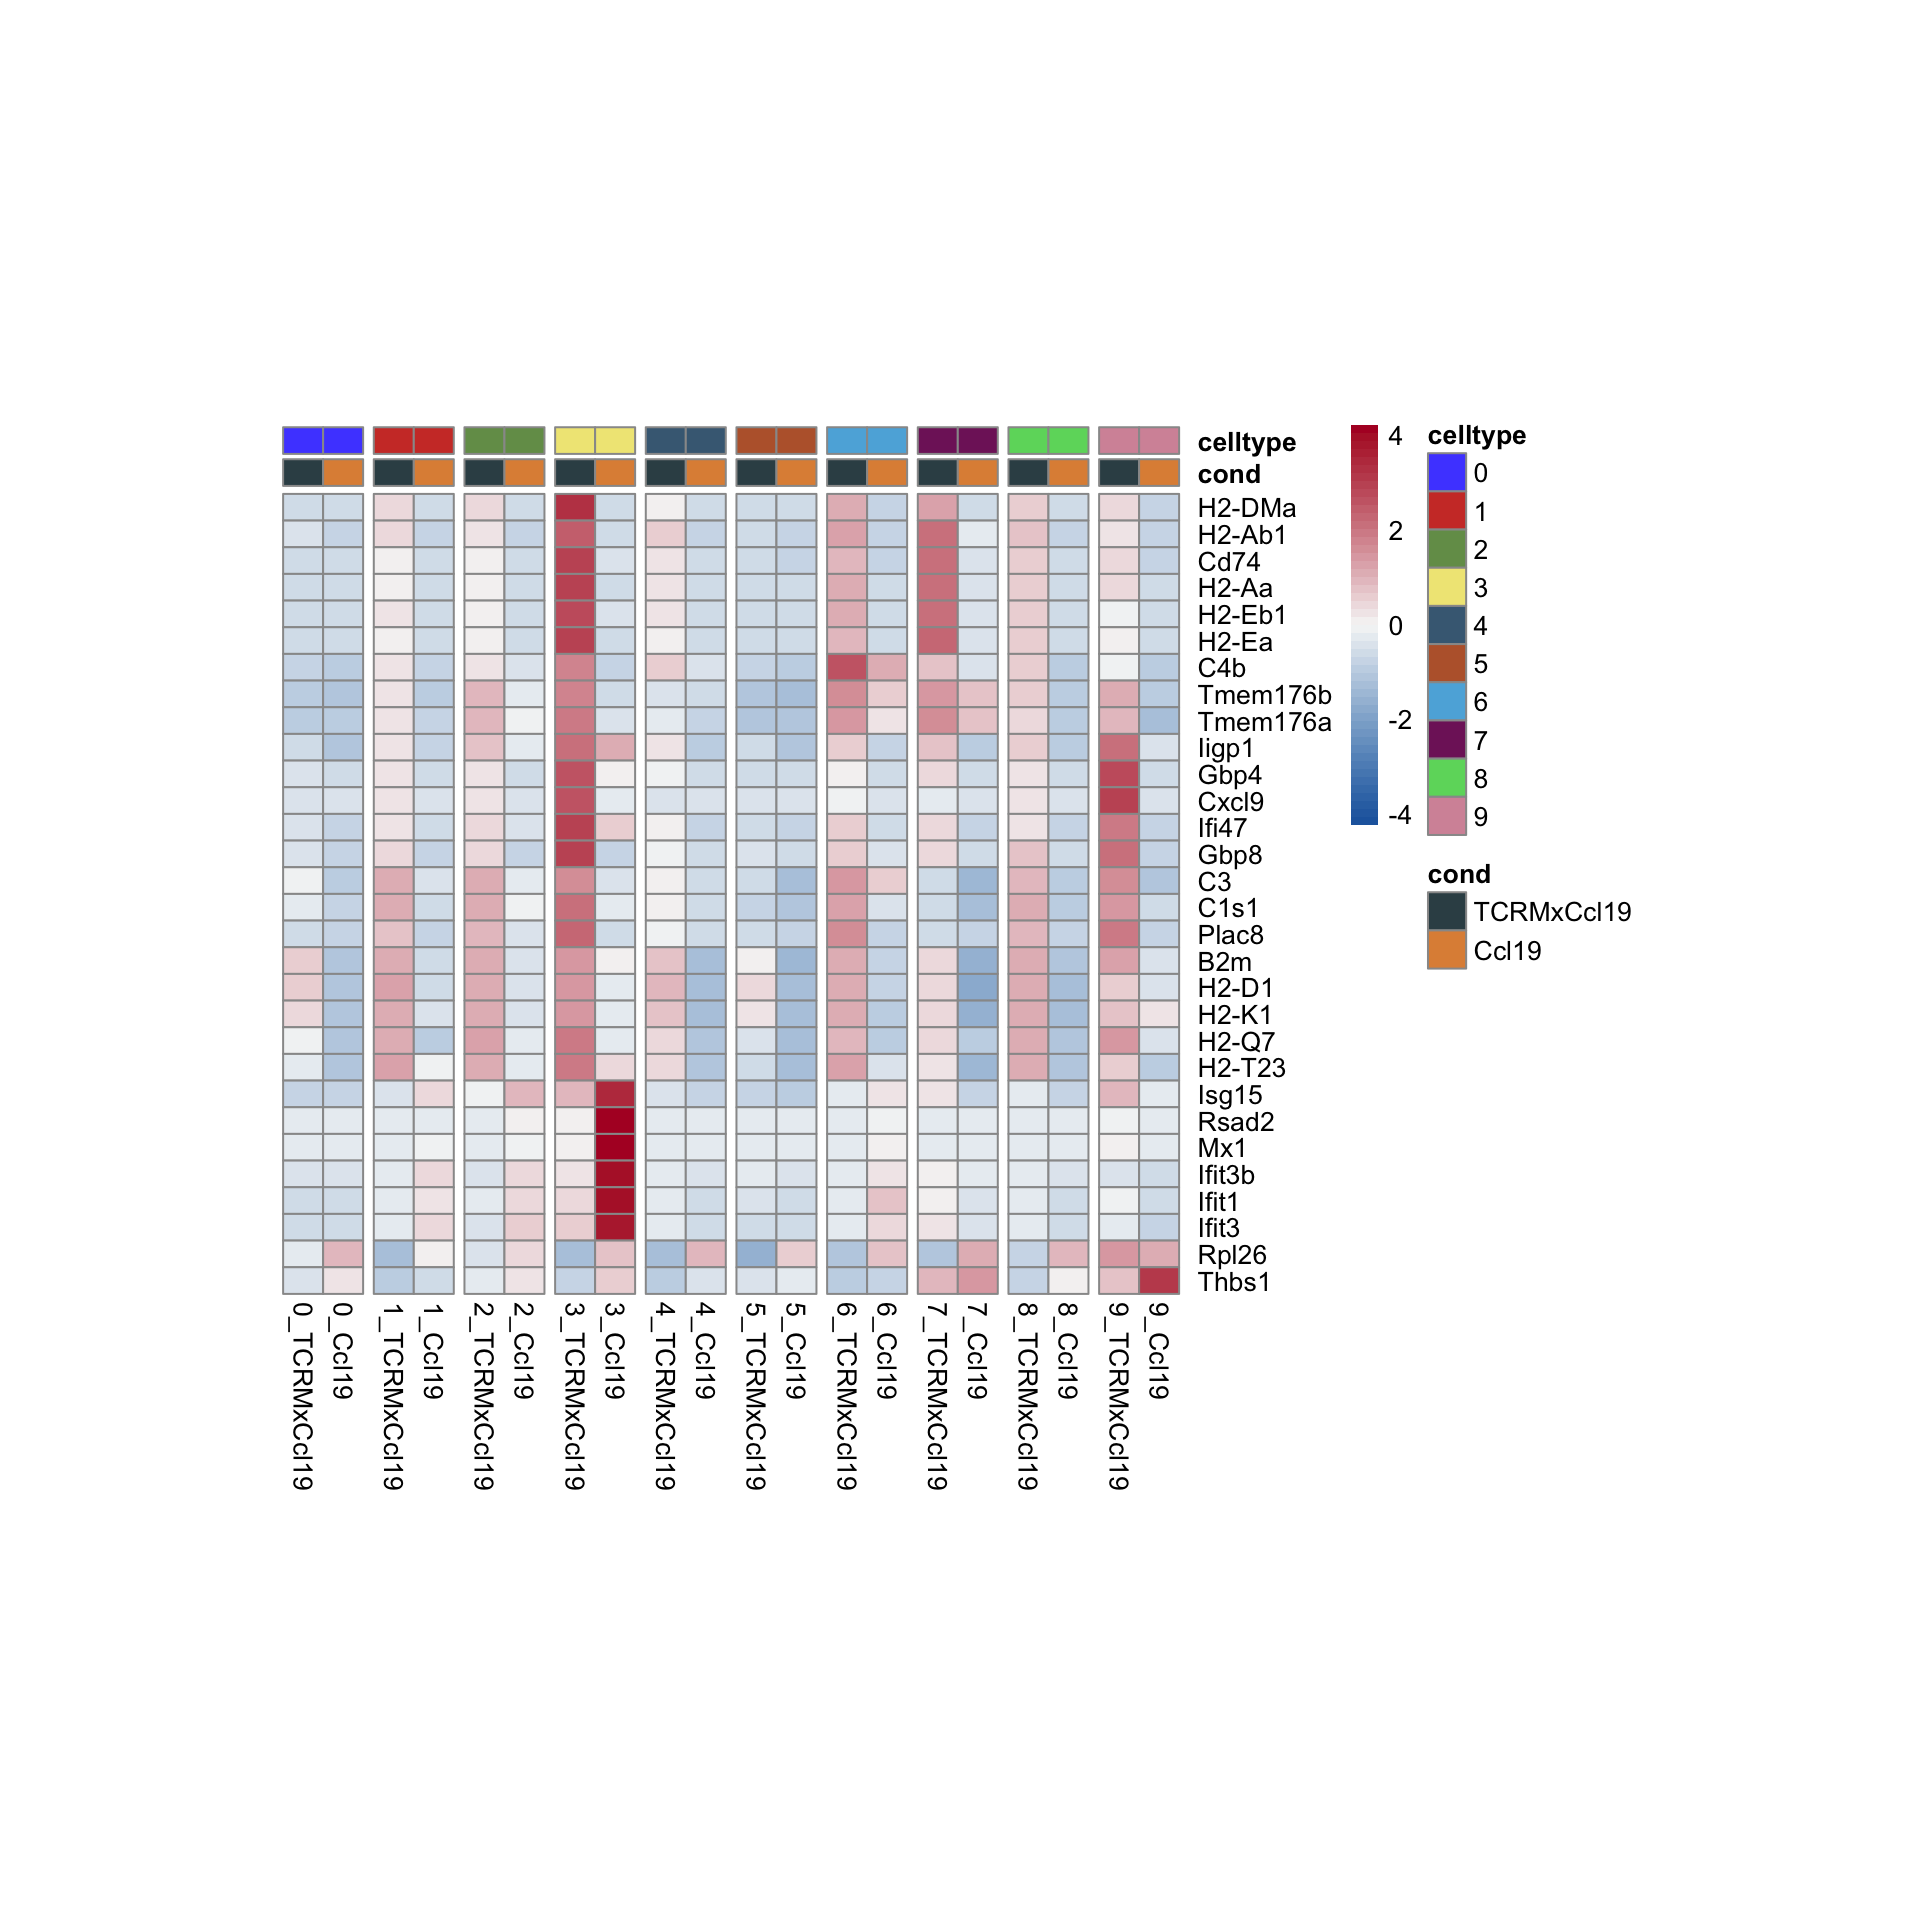 celltype
cond
H2-DMa
H2-Ab1
Cd74
H2-Aa
H2-Eb1
H2-Ea
C4b
Tmem176b
Tmem176a
Iigp1
Gbp4
Cxcl9
Ifi47
Gbp8
C3
C1s1
Plac8
B2m
H2-D1
H2-K1
H2-Q7
H2-T23
Isg15
Rsad2
Mx1
Ifit3b
Ifit1
Ifit3
Rpl26
Thbs1
0_TCRMxCcl19
0_Ccl19
1_TCRMxCcl19
1_Ccl19
2_TCRMxCcl19
2_Ccl19
3_TCRMxCcl19
3_Ccl19
4_TCRMxCcl19
4_Ccl19
5_TCRMxCcl19
5_Ccl19
6_TCRMxCcl19
6_Ccl19
7_TCRMxCcl19
7_Ccl19
8_TCRMxCcl19
8_Ccl19
9_TCRMxCcl19
9_Ccl19
4
2
0
-2
-4
celltype
0
1
2
3
4
5
6
7
8
9
cond
TCRMxCcl19
Ccl19